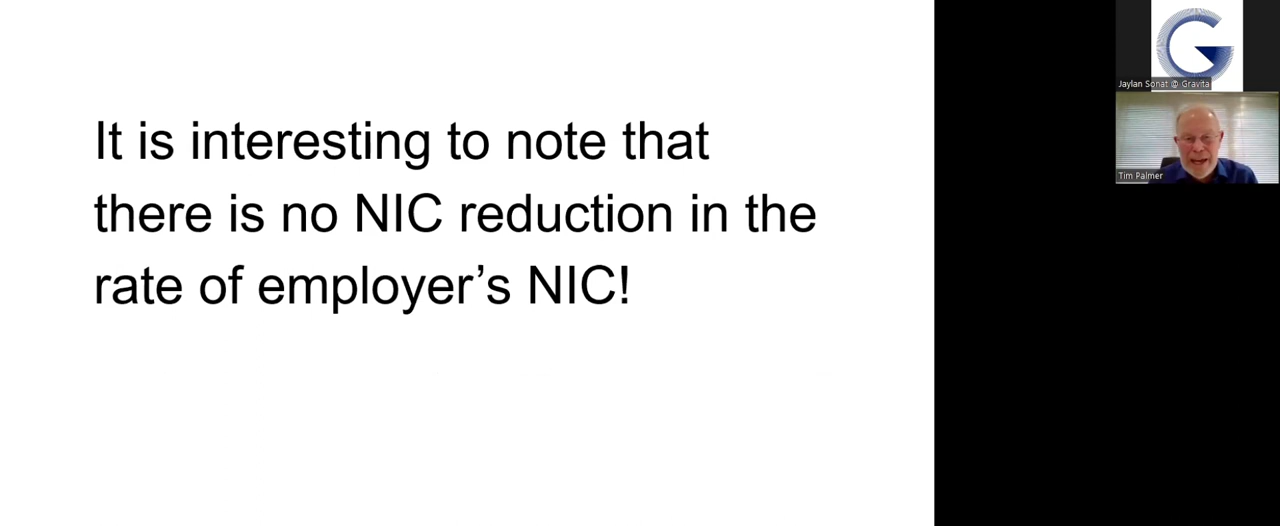 It is interesting to note that
there is no NIC reduction in the
rate of employer’s NIC!
Jaylan Sonat @ Gravita
Tim Palmer